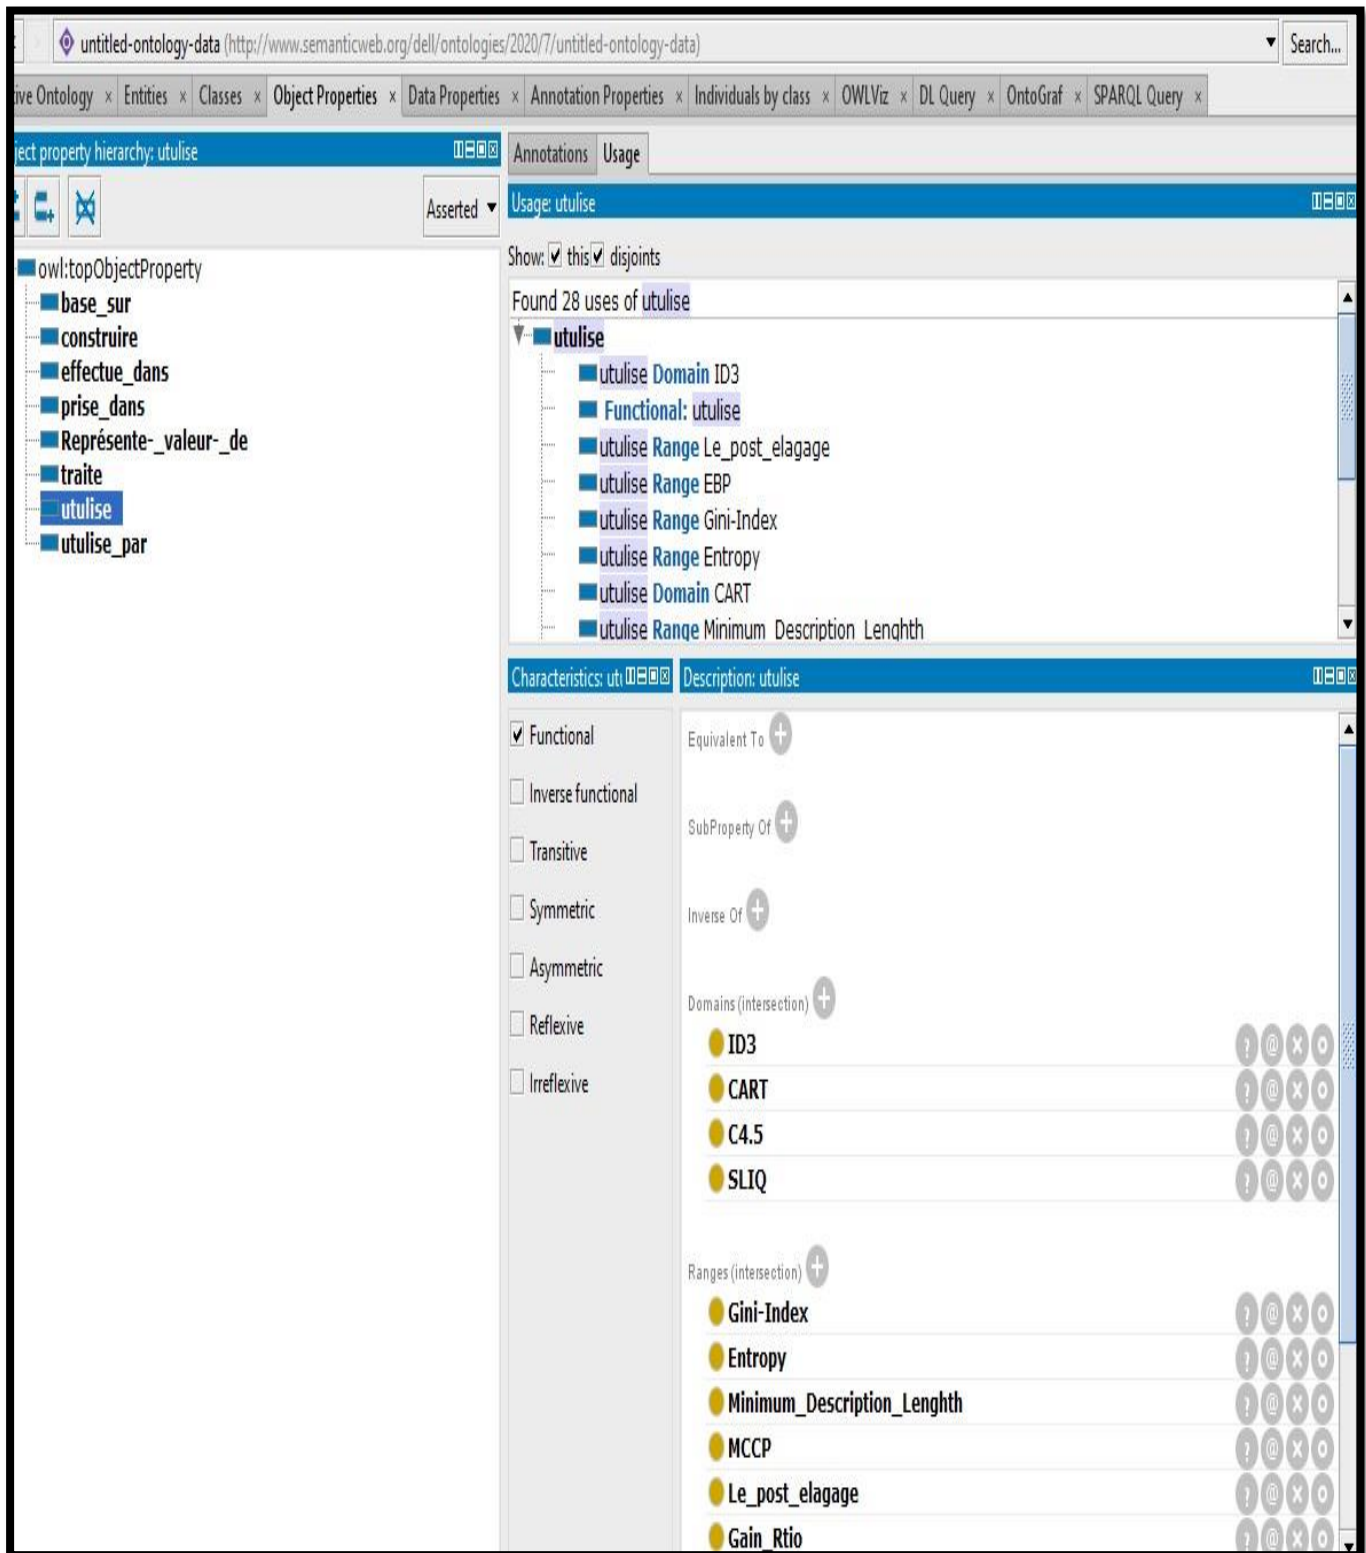 untitled-ontology-data (http://www.semanticweb.org/dell/ontologies/2020/7/untitled-ontology-data) Search...
ive Ontology × Entities × Classes × Object Properties × Data Properties × Annotation Properties × Individuals by class × OWLViz × DL Query × OntoGraf × SPARQL Query ×
ject property hierarchy: utulise
Asserted
owl:topObjectProperty
base_sur
construire
effectue_dans
prise_dans
Représente-_valeur-_de
traite
utulise
utulise_par
Annotations Usage
Usage: utulise
Show: this disjoints
Found 28 uses of utulise
utulise
utulise Domain ID3
Functional: utulise
utulise Range Le_post_elagage
utulise Range EBP
utulise Range Gini-Index
utulise Range Entropy
utulise Domain CART
utulise Range Minimum_Description_Lenghth
Characteristics: utu
Functional
Inverse functional
Transitive
Symmetric
Asymmetric
Reflexive
Irreflexive
Description: utulise
Equivalent To
SubProperty Of
Inverse Of
Domains (intersection)
ID3
CART
C4.5
SLIQ
Ranges (intersection)
Gini-Index
Entropy
Minimum_Description_Lenghth
MCCP
Le_post_elagage
Gain_Rtio